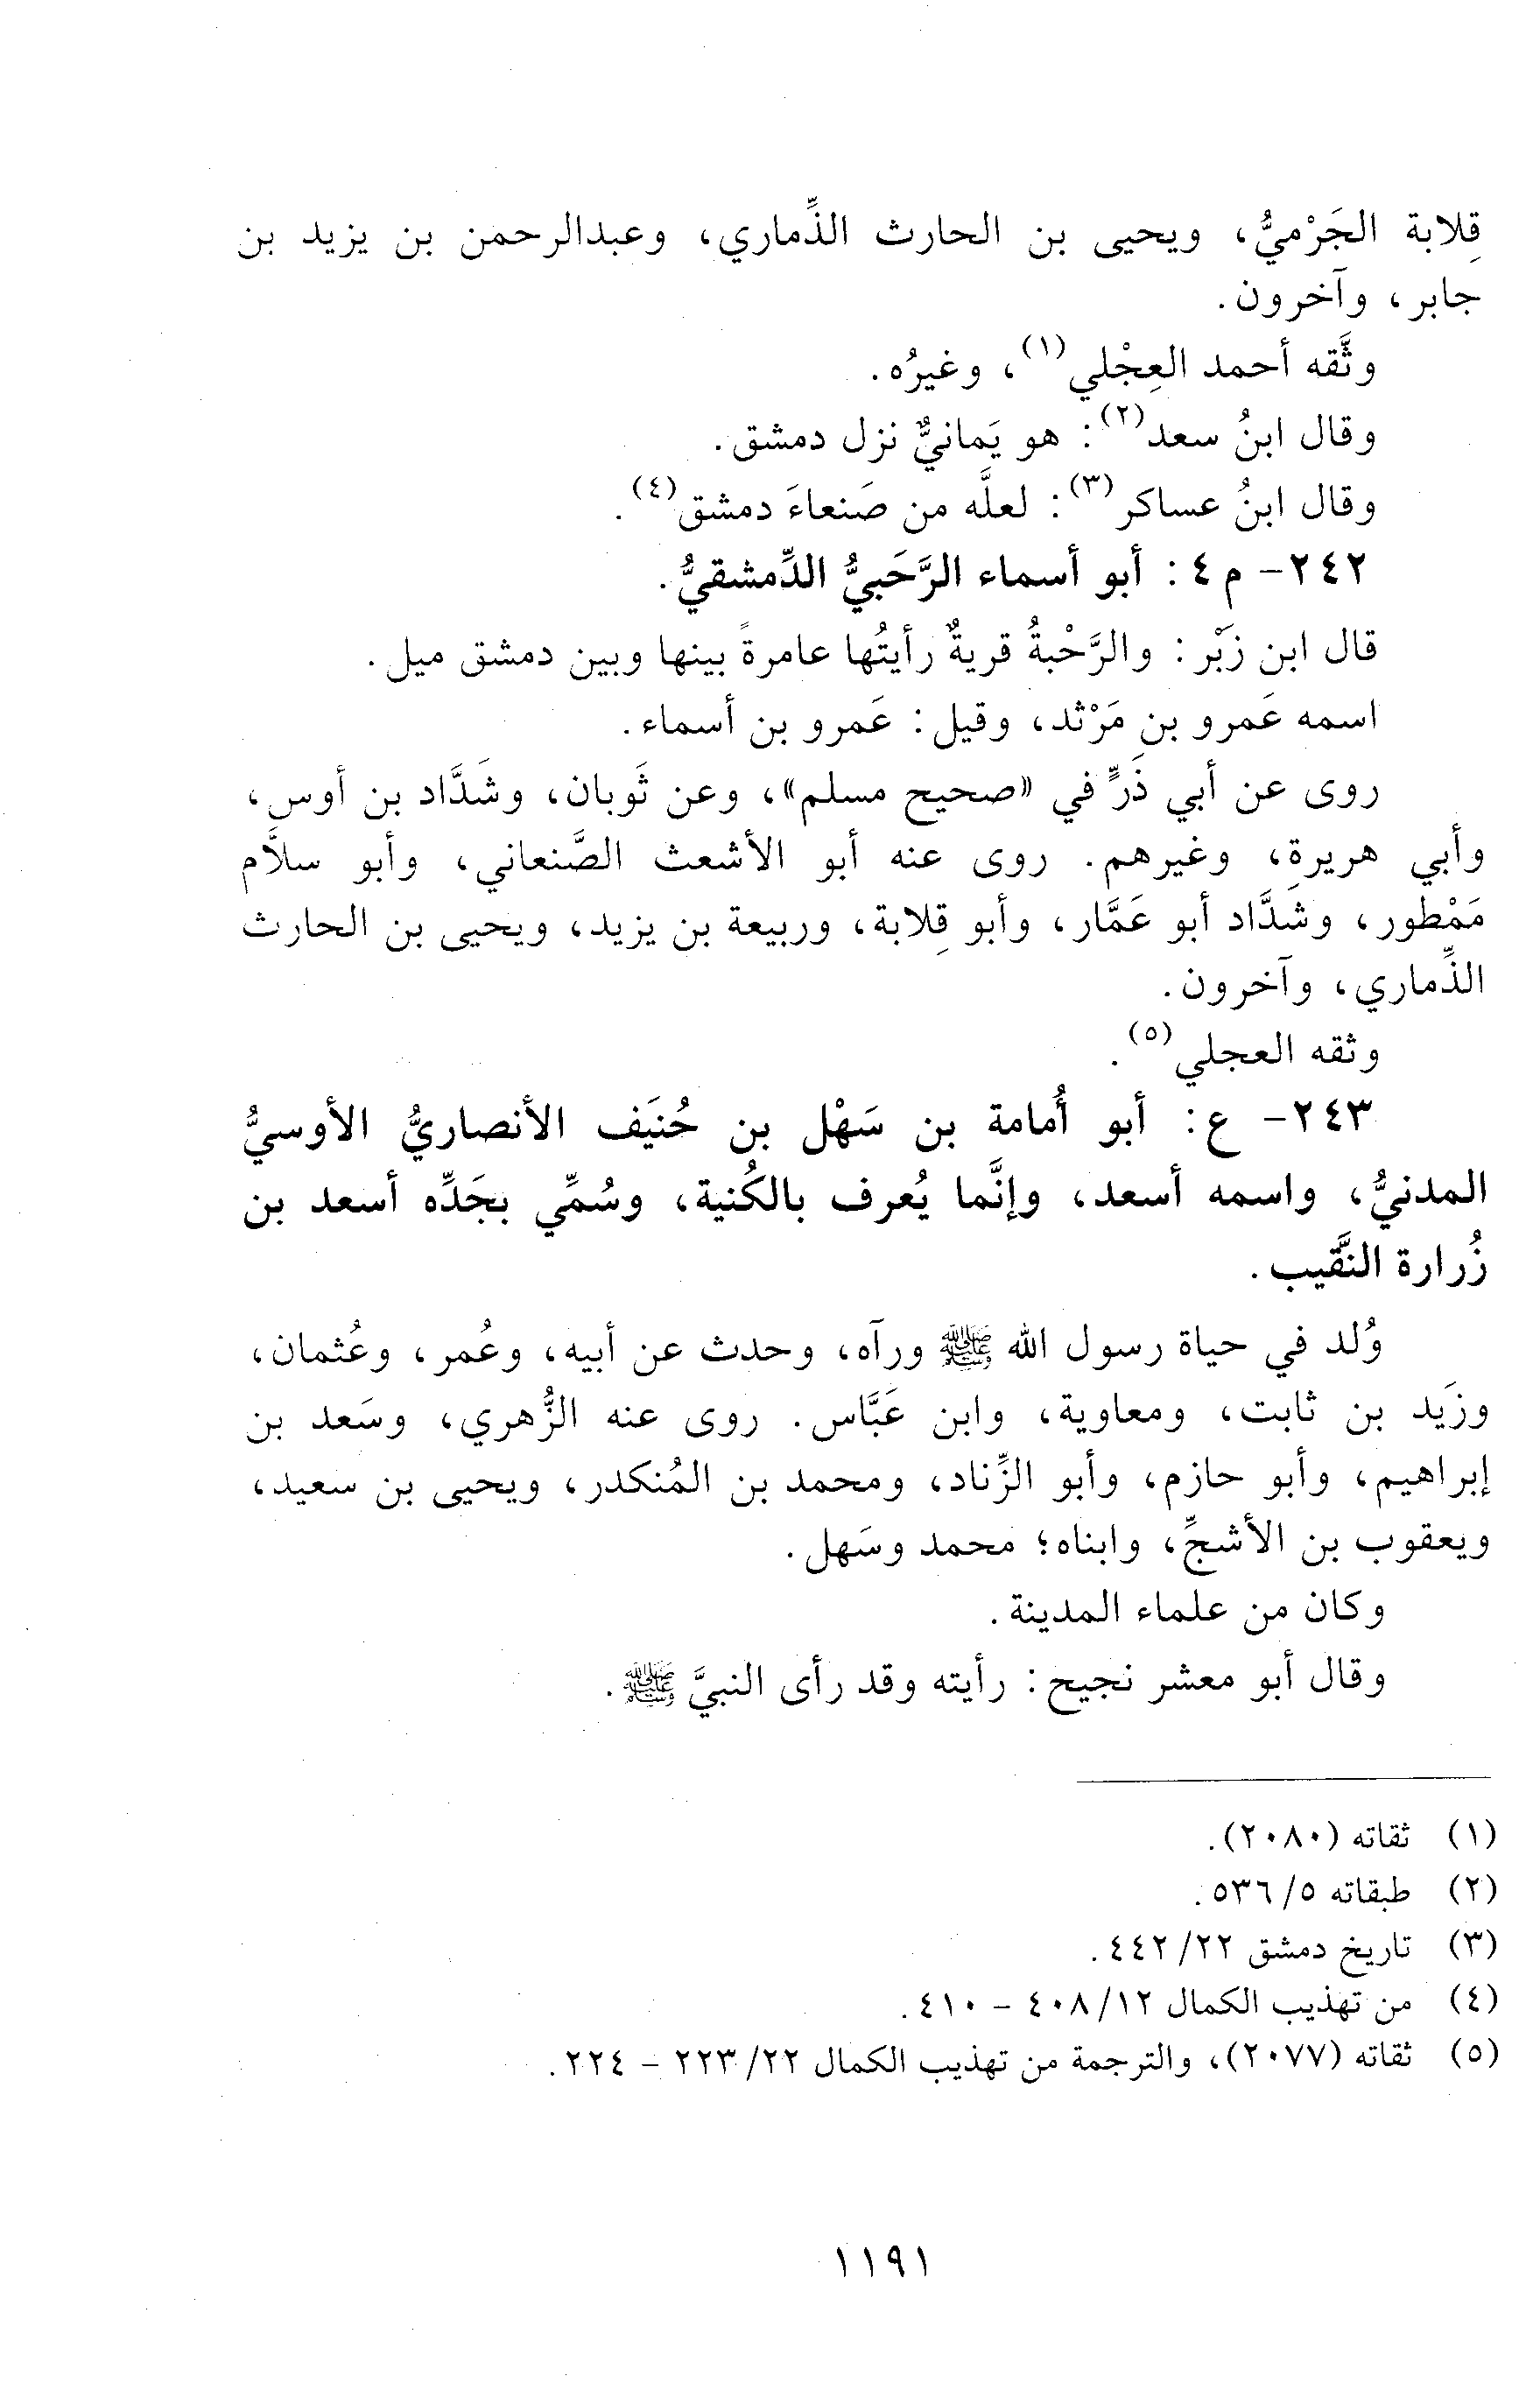 قِلابة الجَرْميُّ، ويحيى بن الحارث الذِّماري، وعبدالرحمن بن يزيد بن
جابر، وآخرون.
وثَّقه أحمد العِجْلي(١)، وغيرُه.
وقال ابنُ سعد(٢): هو يَمانيٌّ نزل دمشق.
وقال ابنُ عساكر(٣): لعلَّه من صَنعاءَ دمشق(٤).
٢٤٢- م ٤: أبو أسماء الرَّحَبيُّ الدِّمشقيُّ.
قال ابن زَبْر: والرَّحْبةُ قريةٌ رأيتُها عامرةً بينها وبين دمشق ميل.
اسمه عَمرو بن مَرْثد، وقيل: عَمرو بن أسماء.
روى عن أبي ذَرٍّ في «صحيح مسلم»، وعن ثَوبان، وشَدَّاد بن أوس،
وأبي هريرة، وغيرهم. روى عنه أبو الأشعث الصَّنعاني، وأبو سلاَّم
مَمْطور، وشَدَّاد أبو عَمَّار، وأبو قِلابة، وربيعة بن يزيد، ويحيى بن الحارث
الذِّماري، وآخرون.
وثقه العجلي(٥).
٢٤٣- ع: أبو أُمامة بن سَهْل بن حُنَيف الأنصاريُّ الأوسيُّ
المدنيُّ، واسمه أسعد، وإنَّما يُعرف بالكُنية، وسُمِّي بجَدِّه أسعد بن
زُرارة النَّقيب.
وُلد في حياة رسول الله ﷺ ورآه، وحدث عن أبيه، وعُمر، وعُثمان،
وزَيد بن ثابت، ومعاوية، وابن عَبَّاس. روى عنه الزُّهري، وسَعد بن
إبراهيم، وأبو حازم، وأبو الزِّناد، ومحمد بن المُنكدر، ويحيى بن سعيد،
ويعقوب بن الأشجِّ، وابناه؛ محمد وسَهل.
وكان من علماء المدينة.
وقال أبو معشر نجيح: رأيته وقد رأى النبيَّ ﷺ.
(١) ثقاته (٢٠٨٠).
(٢) طبقاته ٥/ ٥٣٦.
(٣) تاريخ دمشق ٢٢/ ٤٤٢.
(٤) من تهذيب الكمال ١٢/ ٤٠٨ - ٤١٠.
(٥) ثقاته (٢٠٧٧)، والترجمة من تهذيب الكمال ٢٢/ ٢٢٣ - ٢٢٤.
١١٩١